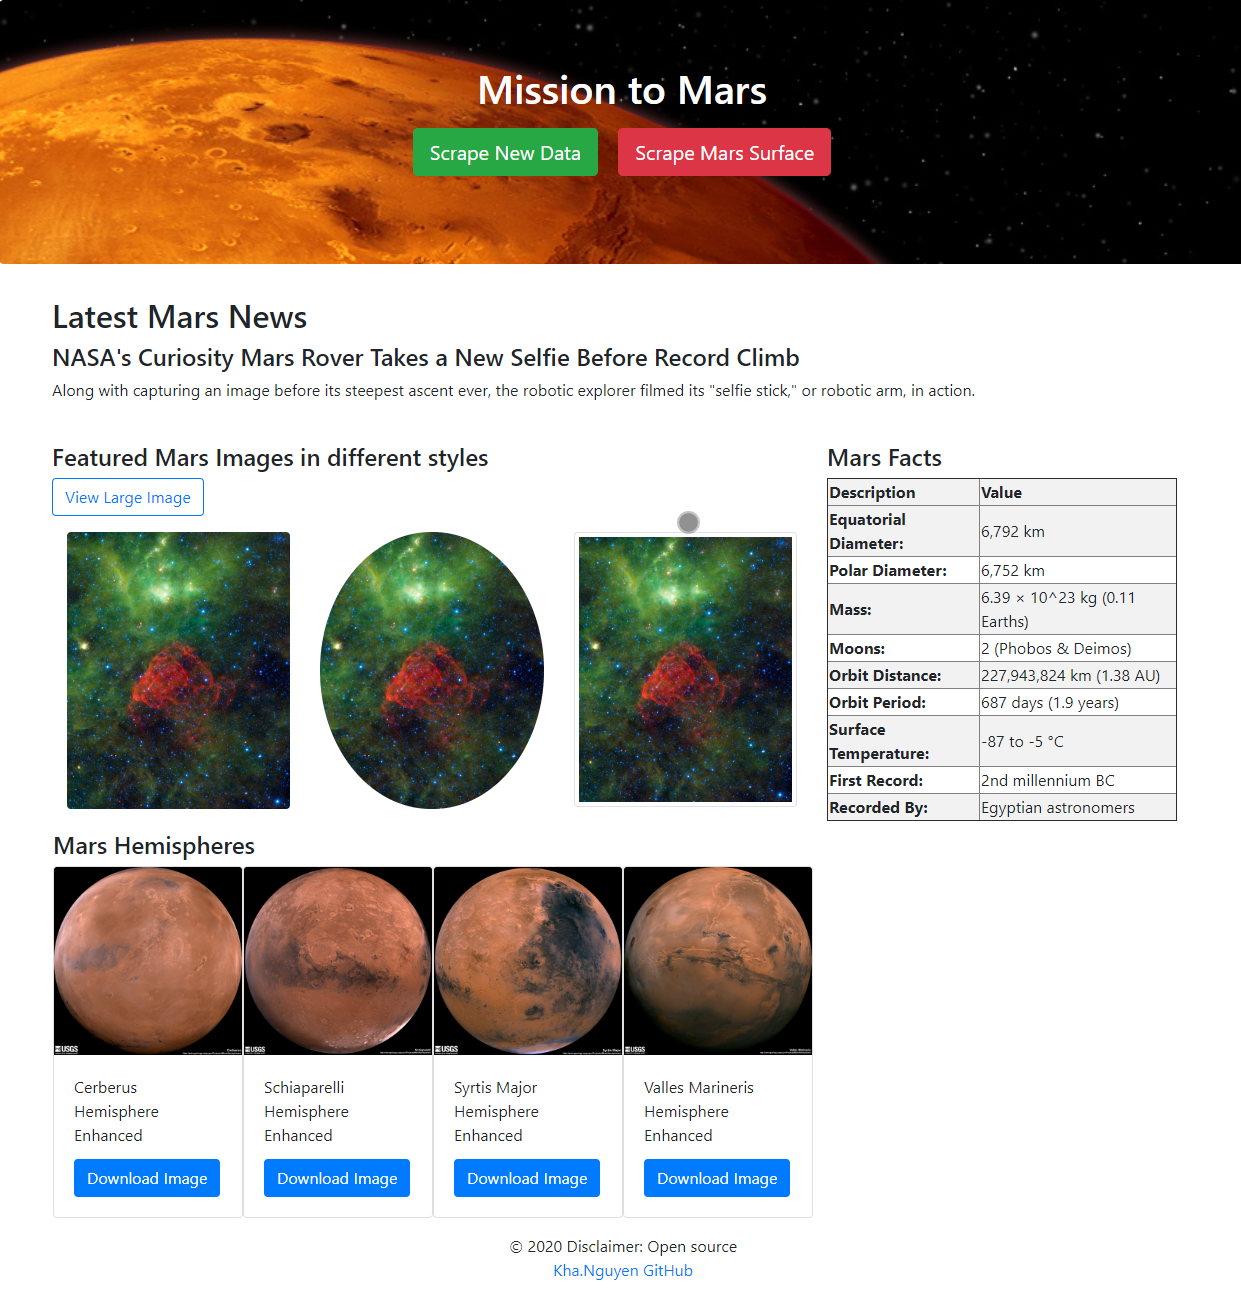 Mission to Mars
Scrape New Data
Scrape Mars Surface
Latest Mars News
NASA's Curiosity Mars Rover Takes a New Selfie Before Record Climb
Along with capturing an image before its steepest ascent ever, the robotic explorer filmed its "selfie stick," or robotic arm, in action.
Featured Mars Images in different styles
View Large Image
Mars Facts
Description Value
Equatorial
Diameter: 6,792 km
Polar Diameter: 6,752 km
Mass: 6.39 × 10^23 kg (0.11
Earths)
Moons: 2 (Phobos & Deimos)
Orbit Distance: 227,943,824 km (1.38 AU)
Orbit Period: 687 days (1.9 years)
Surface
Temperature: -87 to -5 °C
First Record: 2nd millennium BC
Recorded By: Egyptian astronomers
Mars Hemispheres
USGS
USGS
USGS
USGS
Cerberus
Hemisphere
Enhanced
Download Image
Schiaparelli
Hemisphere
Enhanced
Download Image
Syrtis Major
Hemisphere
Enhanced
Download Image
Valles Marineris
Hemisphere
Enhanced
Download Image
© 2020 Disclaimer: Open source
Kha.Nguyen GitHub